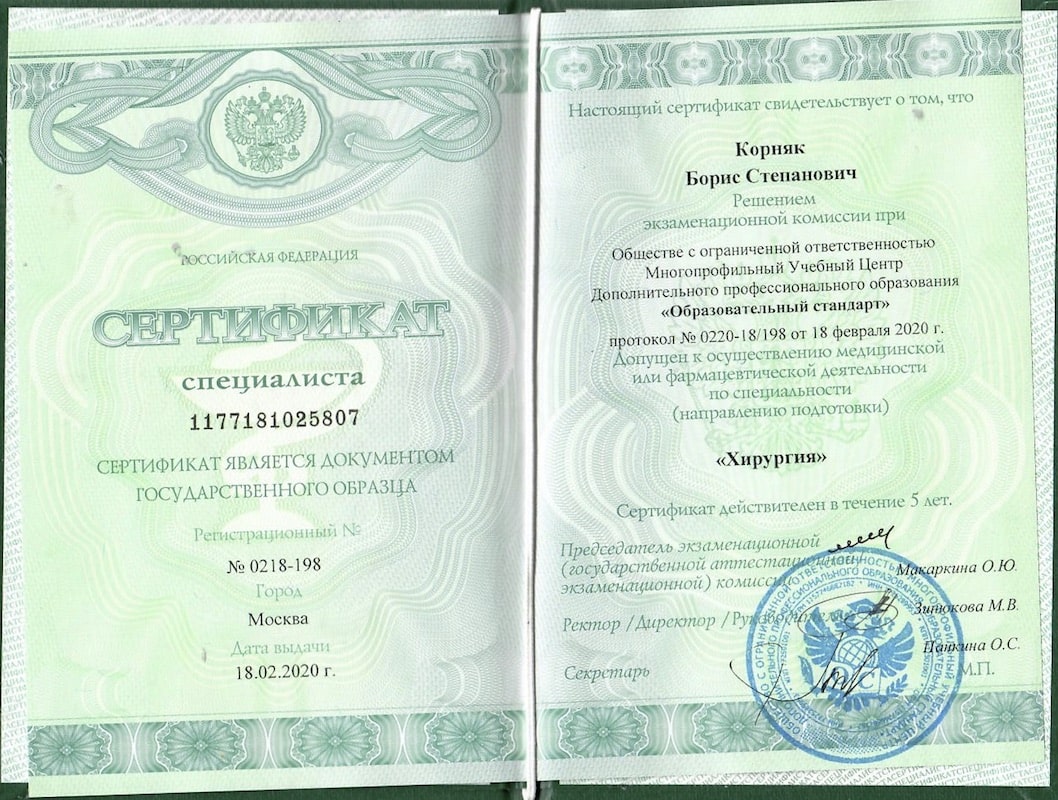 РОССИЙСКАЯ ФЕДЕРАЦИЯ
СЕРТИФИКАТ
специалиста
1177181025807
СЕРТИФИКАТ ЯВЛЯЕТСЯ ДОКУМЕНТОМ
ГОСУДАРСТВЕННОГО ОБРАЗЦА
Регистрационный №
№ 0218-198
Город
Москва
Дата выдачи
18.02.2020 г.
Настоящий сертификат свидетельствует о том, что
Корняк
Борис Степанович
Решением
экзаменационной комиссии при
Обществе с ограниченной ответственностью
Многопрофильный Учебный Центр
Дополнительного профессионального образования
«Образовательный стандарт»
протокол № 0220-18/198 от 18 февраля 2020 г.
Допущен к осуществлению медицинской
или фармацевтической деятельности
по специальности
(направлению подготовки)
«Хирургия»
Сертификат действителен в течение 5 лет.
Председатель экзаменационной
(государственной аттестационной
экзаменационной) комиссии
Макаркина О.Ю.
Ректор /Директор /Руководитель
Зинюкова М.В.
Папкина О.С.
Секретарь
М.П.